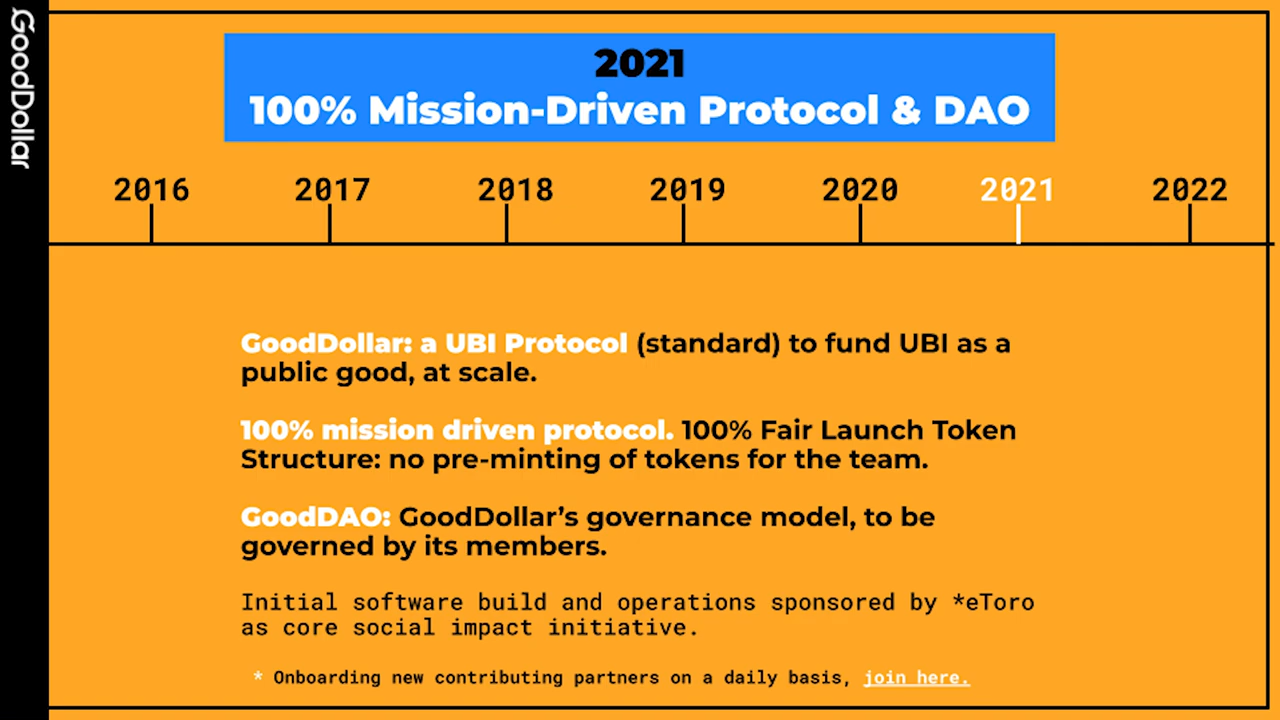 GoodDollar
2021
100% Mission-Driven Protocol & DAO
2016 2017 2018 2019 2020 2021 2022
GoodDollar: a UBI Protocol (standard) to fund UBI as a
public good, at scale.
100% mission driven protocol. 100% Fair Launch Token
Structure: no pre-minting of tokens for the team.
GoodDAO: GoodDollar’s governance model, to be
governed by its members.
Initial software build and operations sponsored by *eToro
as core social impact initiative.
* Onboarding new contributing partners on a daily basis, join here.